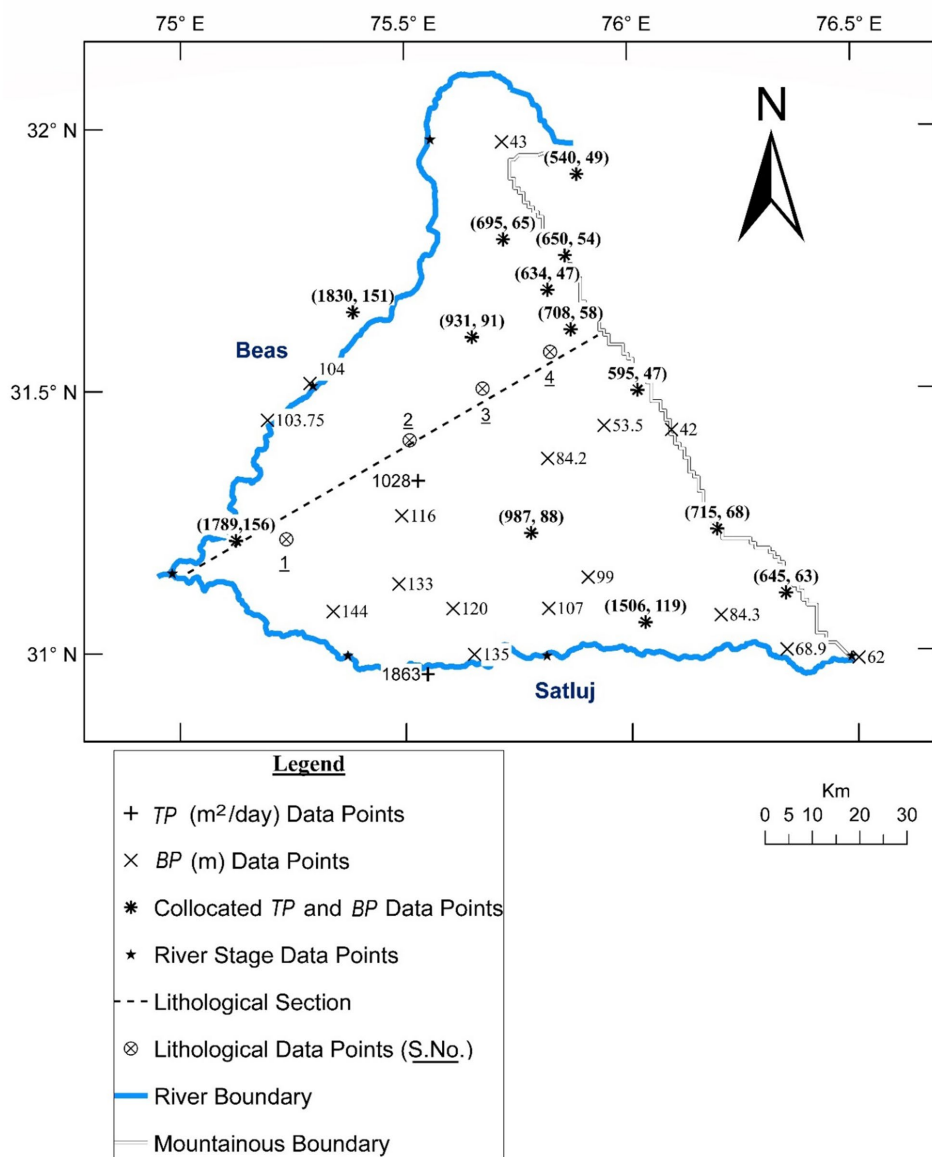 75° E 75.5° E 76° E 76.5° E
N
32° N
43
(540, 49)
(695, 65)
(650, 54)
(634, 47)
(1830, 151)
(708, 58)
(931, 91)
Beas
4
104
595, 47)
31.5° N
3
103.75
2
53.5
42
84.2
1028
116
(1789,156)
(987, 88)
(715, 68)
1
99
(645, 63)
133
144
120
107
(1506, 119)
84.3
31° N
135
68.9
62
1863
Satluj
Legend
TP (m²/day) Data Points
BP (m) Data Points
Collocated TP and BP Data Points
River Stage Data Points
Lithological Section
Lithological Data Points (S.No.)
River Boundary
Mountainous Boundary
Km
0 5 10 20 30